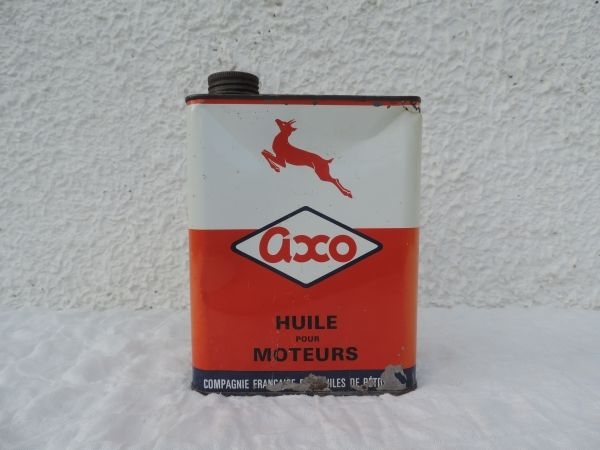 axo
HUILE
POUR
MOTEURS
COMPAGNIE FRANÇAISE DE